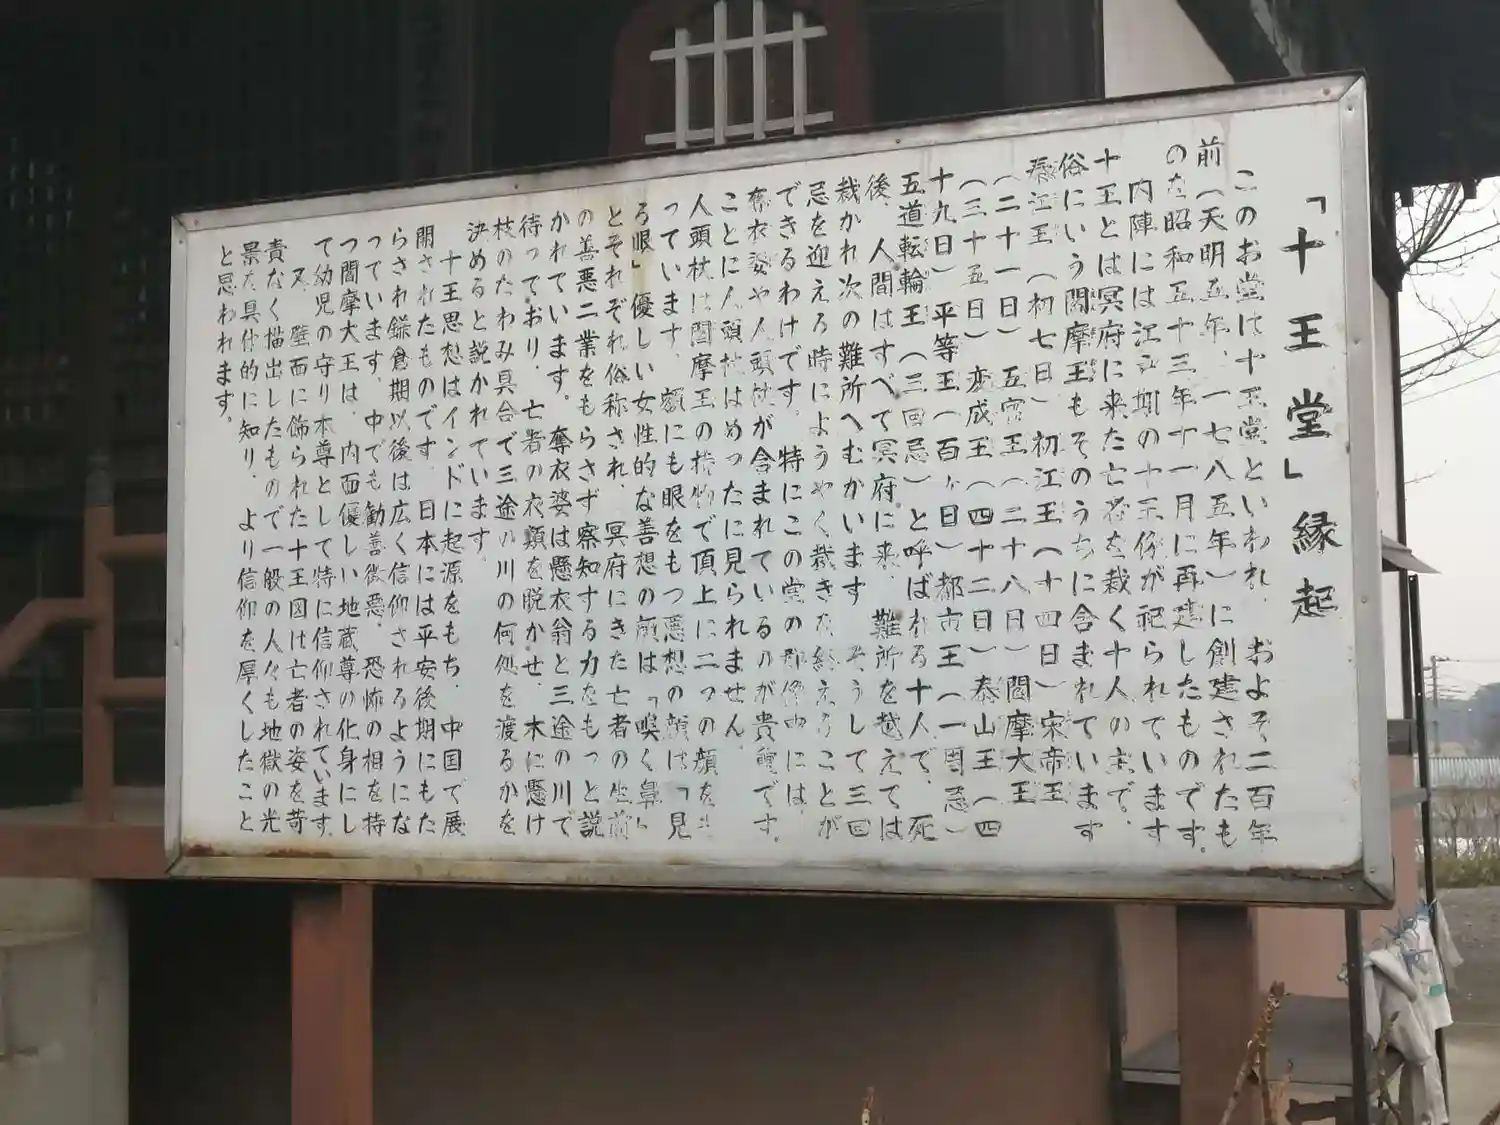 「十王堂」縁起
このお堂は十王堂といわれ、およそ二百年
前(天明五年、一七八五年)に創建されたも
のを昭和五十三年十一月に再建したものです。
内陣には江戸期の十王像が祀られています
十王とは冥府に来た亡者を裁く十人の王で、
俗にいう閻摩王もそのうちに含まれています
秦江王(初七日)初江王(十四日)宋帝王
(二十一日)五官王(二十八日)閻摩大王
(三十五日)変成王(四十二日)泰山王(四
十九日)平等王(百ヶ日)都市王(一周忌)
五道転輪王(三回忌)と呼ばれる十人で、死
後、人間はすべて冥府に来、難所を越えては
裁かれ次の難所へむかいます そうして三回
忌を迎える時にようやく裁きを終えることが
できるわけです。特にこの堂の群像中には、
奪衣婆や人頭杖が含まれているのが貴重です。
ことに人頭杖はめったに見られません。
人頭杖は閻摩王の持物で頂上に二つの顔を
っています。額にも眼をもつ悪想の顔は「見
る眼」優しい女性的な善想の顔は「嗅く鼻」
とそれぞれ俗称され、冥府にきた亡者の生前
の善悪二業をもらさず察知する力をもっと説
かれています。奪衣婆は懸衣翁と三途の川で
待っており、亡者の衣類を脱かせ、木に懸け
枝のたわみ具合で三途の川の何処を渡るかを
決めると説かれています。
十王思想はインドに起源をもち、中国で展
開されたものです。日本には平安後期にもた
らされ鎌倉期以後は広く信仰されるようにな
っています。中でも勧善懲悪、恐怖の相を持
つ閻摩大王は、内面優しい地蔵尊の化身にし
て幼児の守り本尊として特に信仰されています。
又、壁面に飾られた十王図は亡者の姿を苛
責なく描出したもので一般の人々も地獄の光
景を具体的に知り、より信仰を厚くしたこと
と思われます。